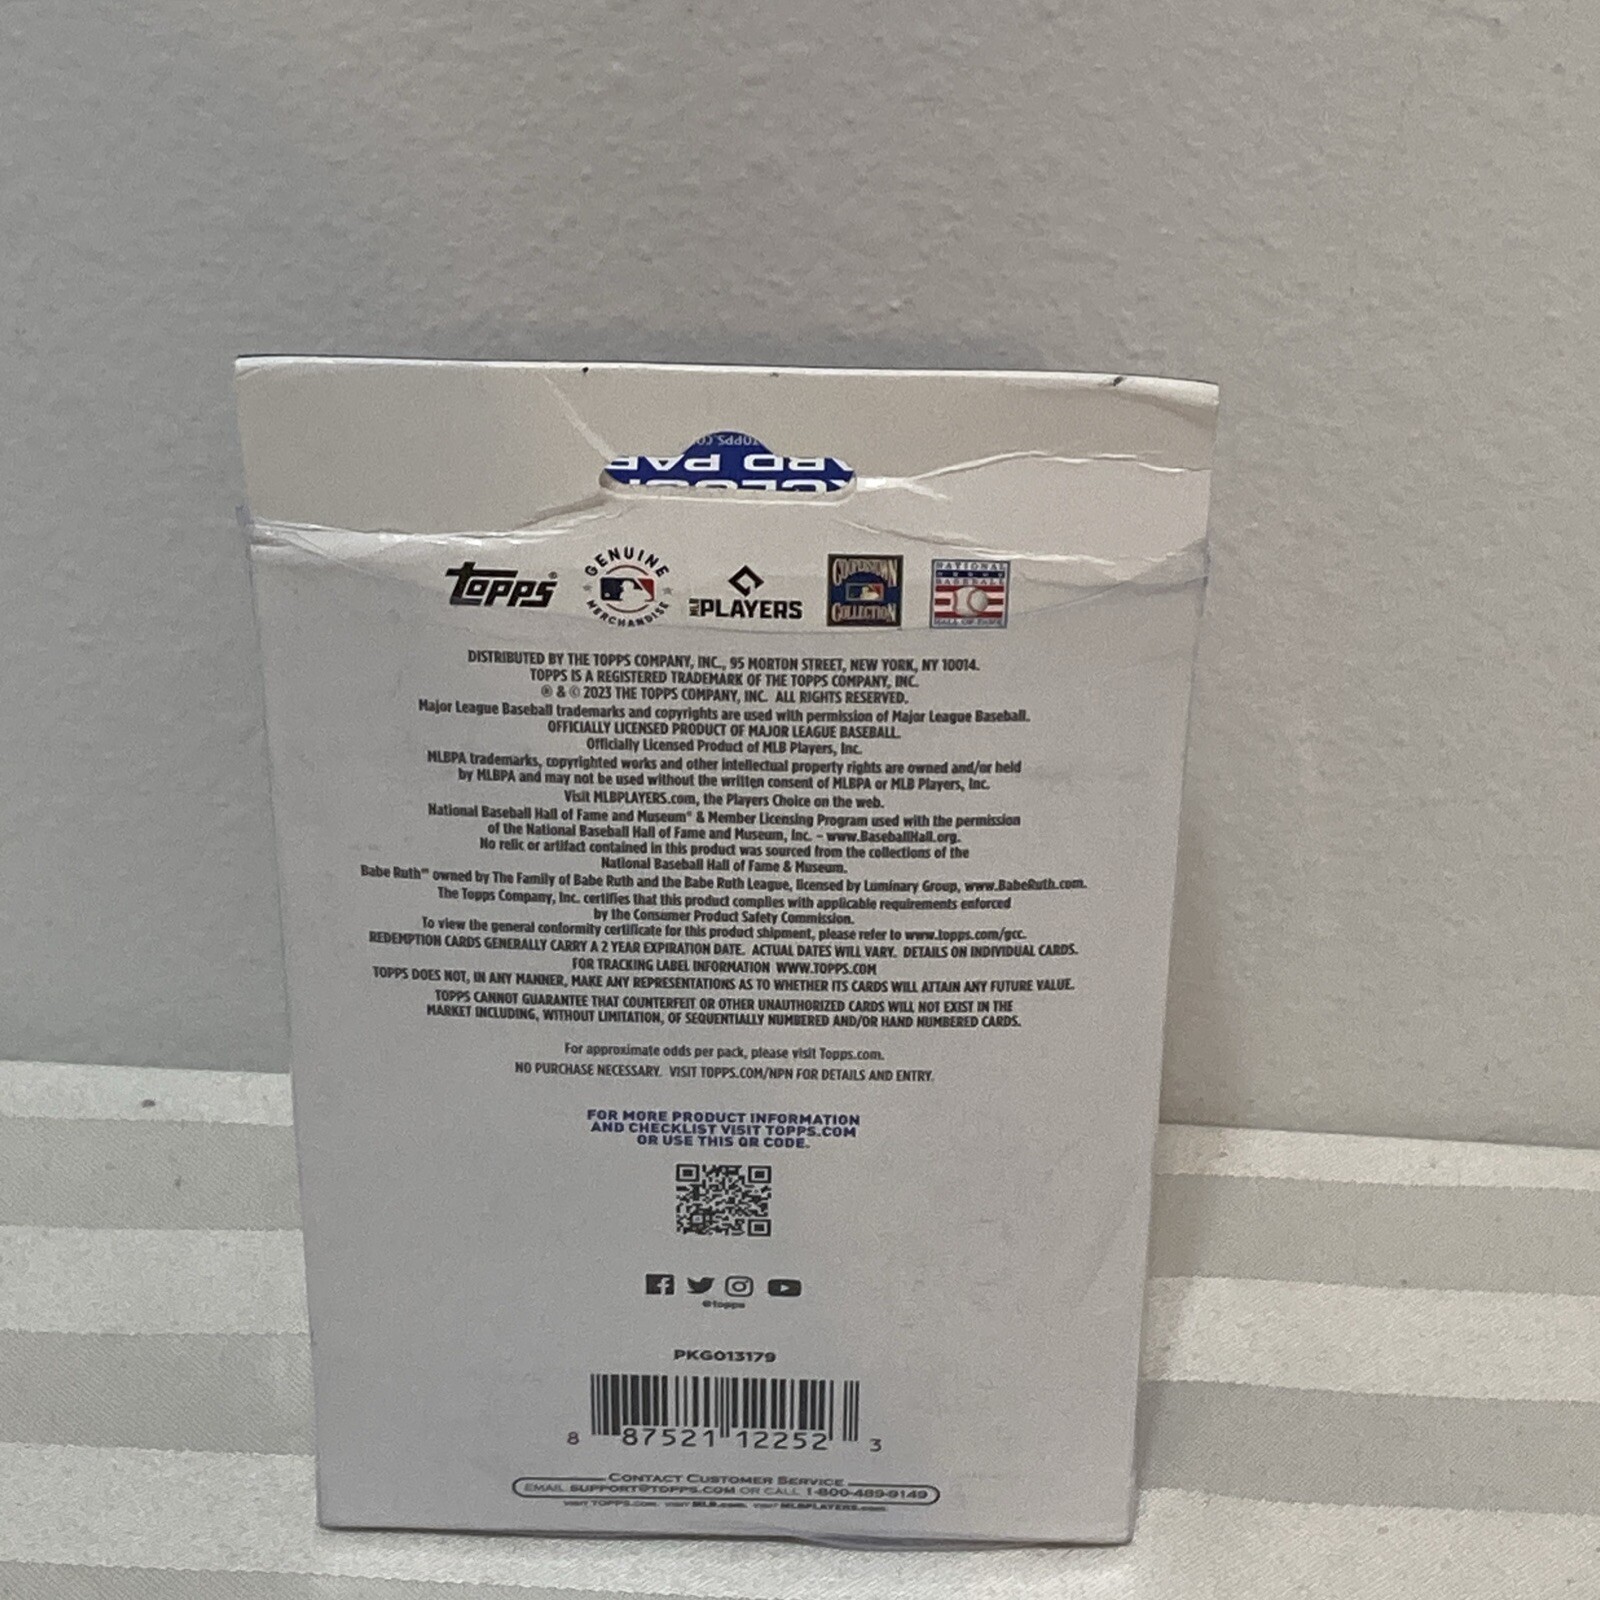 TOPPS CO
ARD PAC
topps®
GENUINE
MERCHANDISE
MLB PLAYERS
COOPERSTOWN
COLLECTION
NATIONAL
BASEBALL
HALL OF FAME
DISTRIBUTED BY THE TOPPS COMPANY, INC., 95 MORTON STREET, NEW YORK, NY 10014.
TOPPS IS A REGISTERED TRADEMARK OF THE TOPPS COMPANY, INC.
® & © 2023 THE TOPPS COMPANY, INC. ALL RIGHTS RESERVED.
Major League Baseball trademarks and copyrights are used with permission of Major League Baseball.
OFFICIALLY LICENSED PRODUCT OF MAJOR LEAGUE BASEBALL.
Officially Licensed Product of MLB Players, Inc.
MLBPA trademarks, copyrighted works and other intellectual property rights are owned and/or held
by MLBPA and may not be used without the written consent of MLBPA or MLB Players, Inc.
Visit MLBPLAYERS.com, the Players Choice on the web.
National Baseball Hall of Fame and Museum® & Member Licensing Program used with the permission
of the National Baseball Hall of Fame and Museum, Inc. – www.BaseballHall.org.
No relic or artifact contained in this product was sourced from the collections of the
National Baseball Hall of Fame & Museum.
Babe Ruth™ owned by The Family of Babe Ruth and the Babe Ruth League, licensed by Luminary Group, www.BabeRuth.com.
The Topps Company, Inc. certifies that this product complies with applicable requirements enforced
by the Consumer Product Safety Commission.
To view the general conformity certificate for this product shipment, please refer to www.topps.com/gcc.
REDEMPTION CARDS GENERALLY CARRY A 2 YEAR EXPIRATION DATE. ACTUAL DATES WILL VARY. DETAILS ON INDIVIDUAL CARDS.
FOR TRACKING LABEL INFORMATION WWW.TOPPS.COM
TOPPS DOES NOT, IN ANY MANNER, MAKE ANY REPRESENTATIONS AS TO WHETHER ITS CARDS WILL ATTAIN ANY FUTURE VALUE.
TOPPS CANNOT GUARANTEE THAT COUNTERFEIT OR OTHER UNAUTHORIZED CARDS WILL NOT EXIST IN THE
MARKET INCLUDING, WITHOUT LIMITATION, OF SEQUENTIALLY NUMBERED AND/OR HAND NUMBERED CARDS.
For approximate odds per pack, please visit Topps.com.
NO PURCHASE NECESSARY. VISIT TOPPS.COM/NPN FOR DETAILS AND ENTRY.
FOR MORE PRODUCT INFORMATION
AND CHECKLIST VISIT TOPPS.COM
OR USE THIS QR CODE.
@topps
PKG013179
8 87521 12252 3
CONTACT CUSTOMER SERVICE
EMAIL SUPPORT@TOPPS.COM OR CALL 1-800-489-9149
VISIT TOPPS.COM VISIT MLB.com VISIT MLBPLAYERS.com